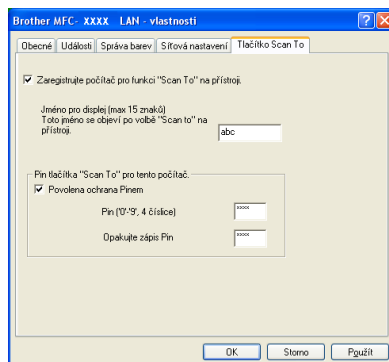 Brother MFC- XXXX LAN - vlastnosti
Obecné Události Správa barev Síťová nastavení Tlačítko Scan To
Zaregistrujte počítač pro funkci "Scan To" na přístroji.
Jméno pro displej (max 15 znaků)
Toto jméno se objeví po volbě "Scan to" na
přístroji.
abc
Pin tlačítka "Scan To" pro tento počítač.
Povolena ochrana Pinem
Pin ('0'-'9', 4 číslice)
xxxx
Opakujte zápis Pin
xxxx
OK Storno Použít